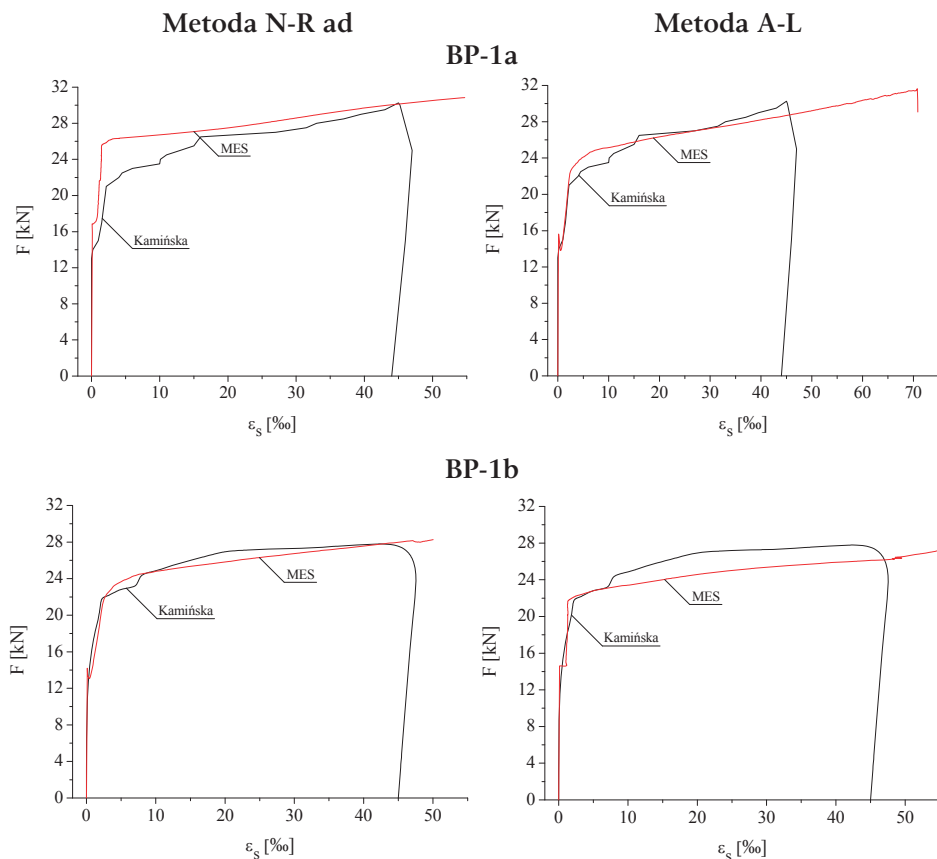 Metoda N-R ad
Metoda A-L
BP-1a
32
28
24
20
16
12
8
4
0
F [kN]
MES
Kamińska
0 10 20 30 40 50
εs [‰]
32
28
24
20
16
12
8
4
0
F [kN]
MES
Kamińska
0 10 20 30 40 50 60 70
εs [‰]
BP-1b
32
28
24
20
16
12
8
4
0
F [kN]
MES
Kamińska
0 10 20 30 40 50
εs [‰]
32
28
24
20
16
12
8
4
0
F [kN]
MES
Kamińska
0 10 20 30 40 50
εs [‰]